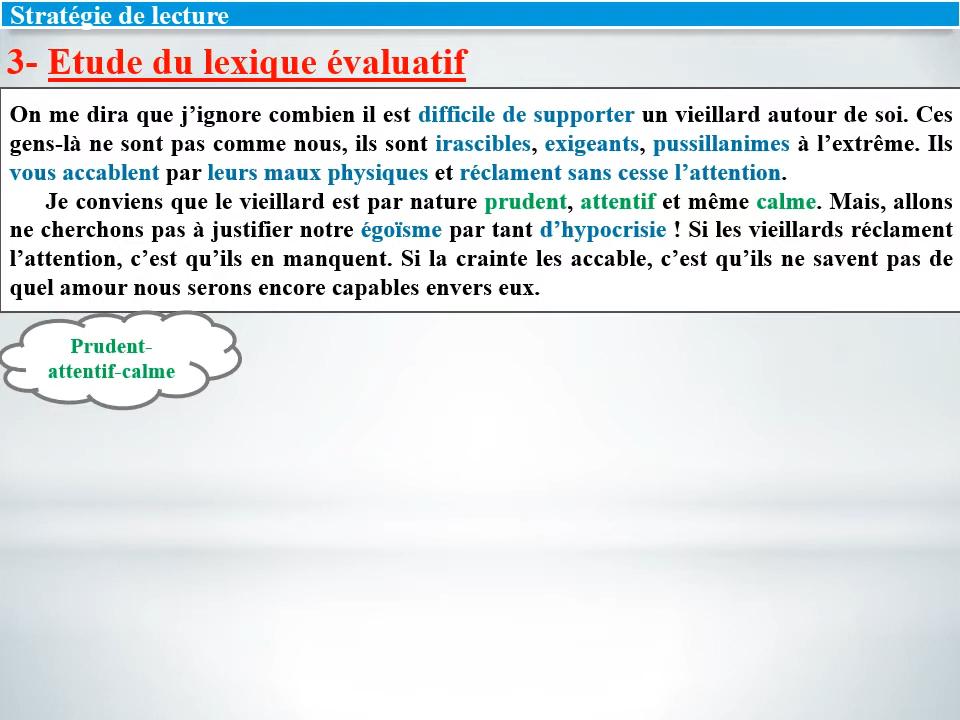 Stratégie de lecture
3- Etude du lexique évaluatif
On me dira que j’ignore combien il est difficile de supporter un vieillard autour de soi. Ces
gens-là ne sont pas comme nous, ils sont irascibles, exigeants, pussillanimes à l’extrême. Ils
vous accablent par leurs maux physiques et réclament sans cesse l’attention.
Je conviens que le vieillard est par nature prudent, attentif et même calme. Mais, allons
ne cherchons pas à justifier notre égoïsme par tant d’hypocrisie ! Si les vieillards réclament
l’attention, c’est qu’ils en manquent. Si la crainte les accable, c’est qu’ils ne savent pas de
quel amour nous serons encore capables envers eux.
Prudent-
attentif-calme